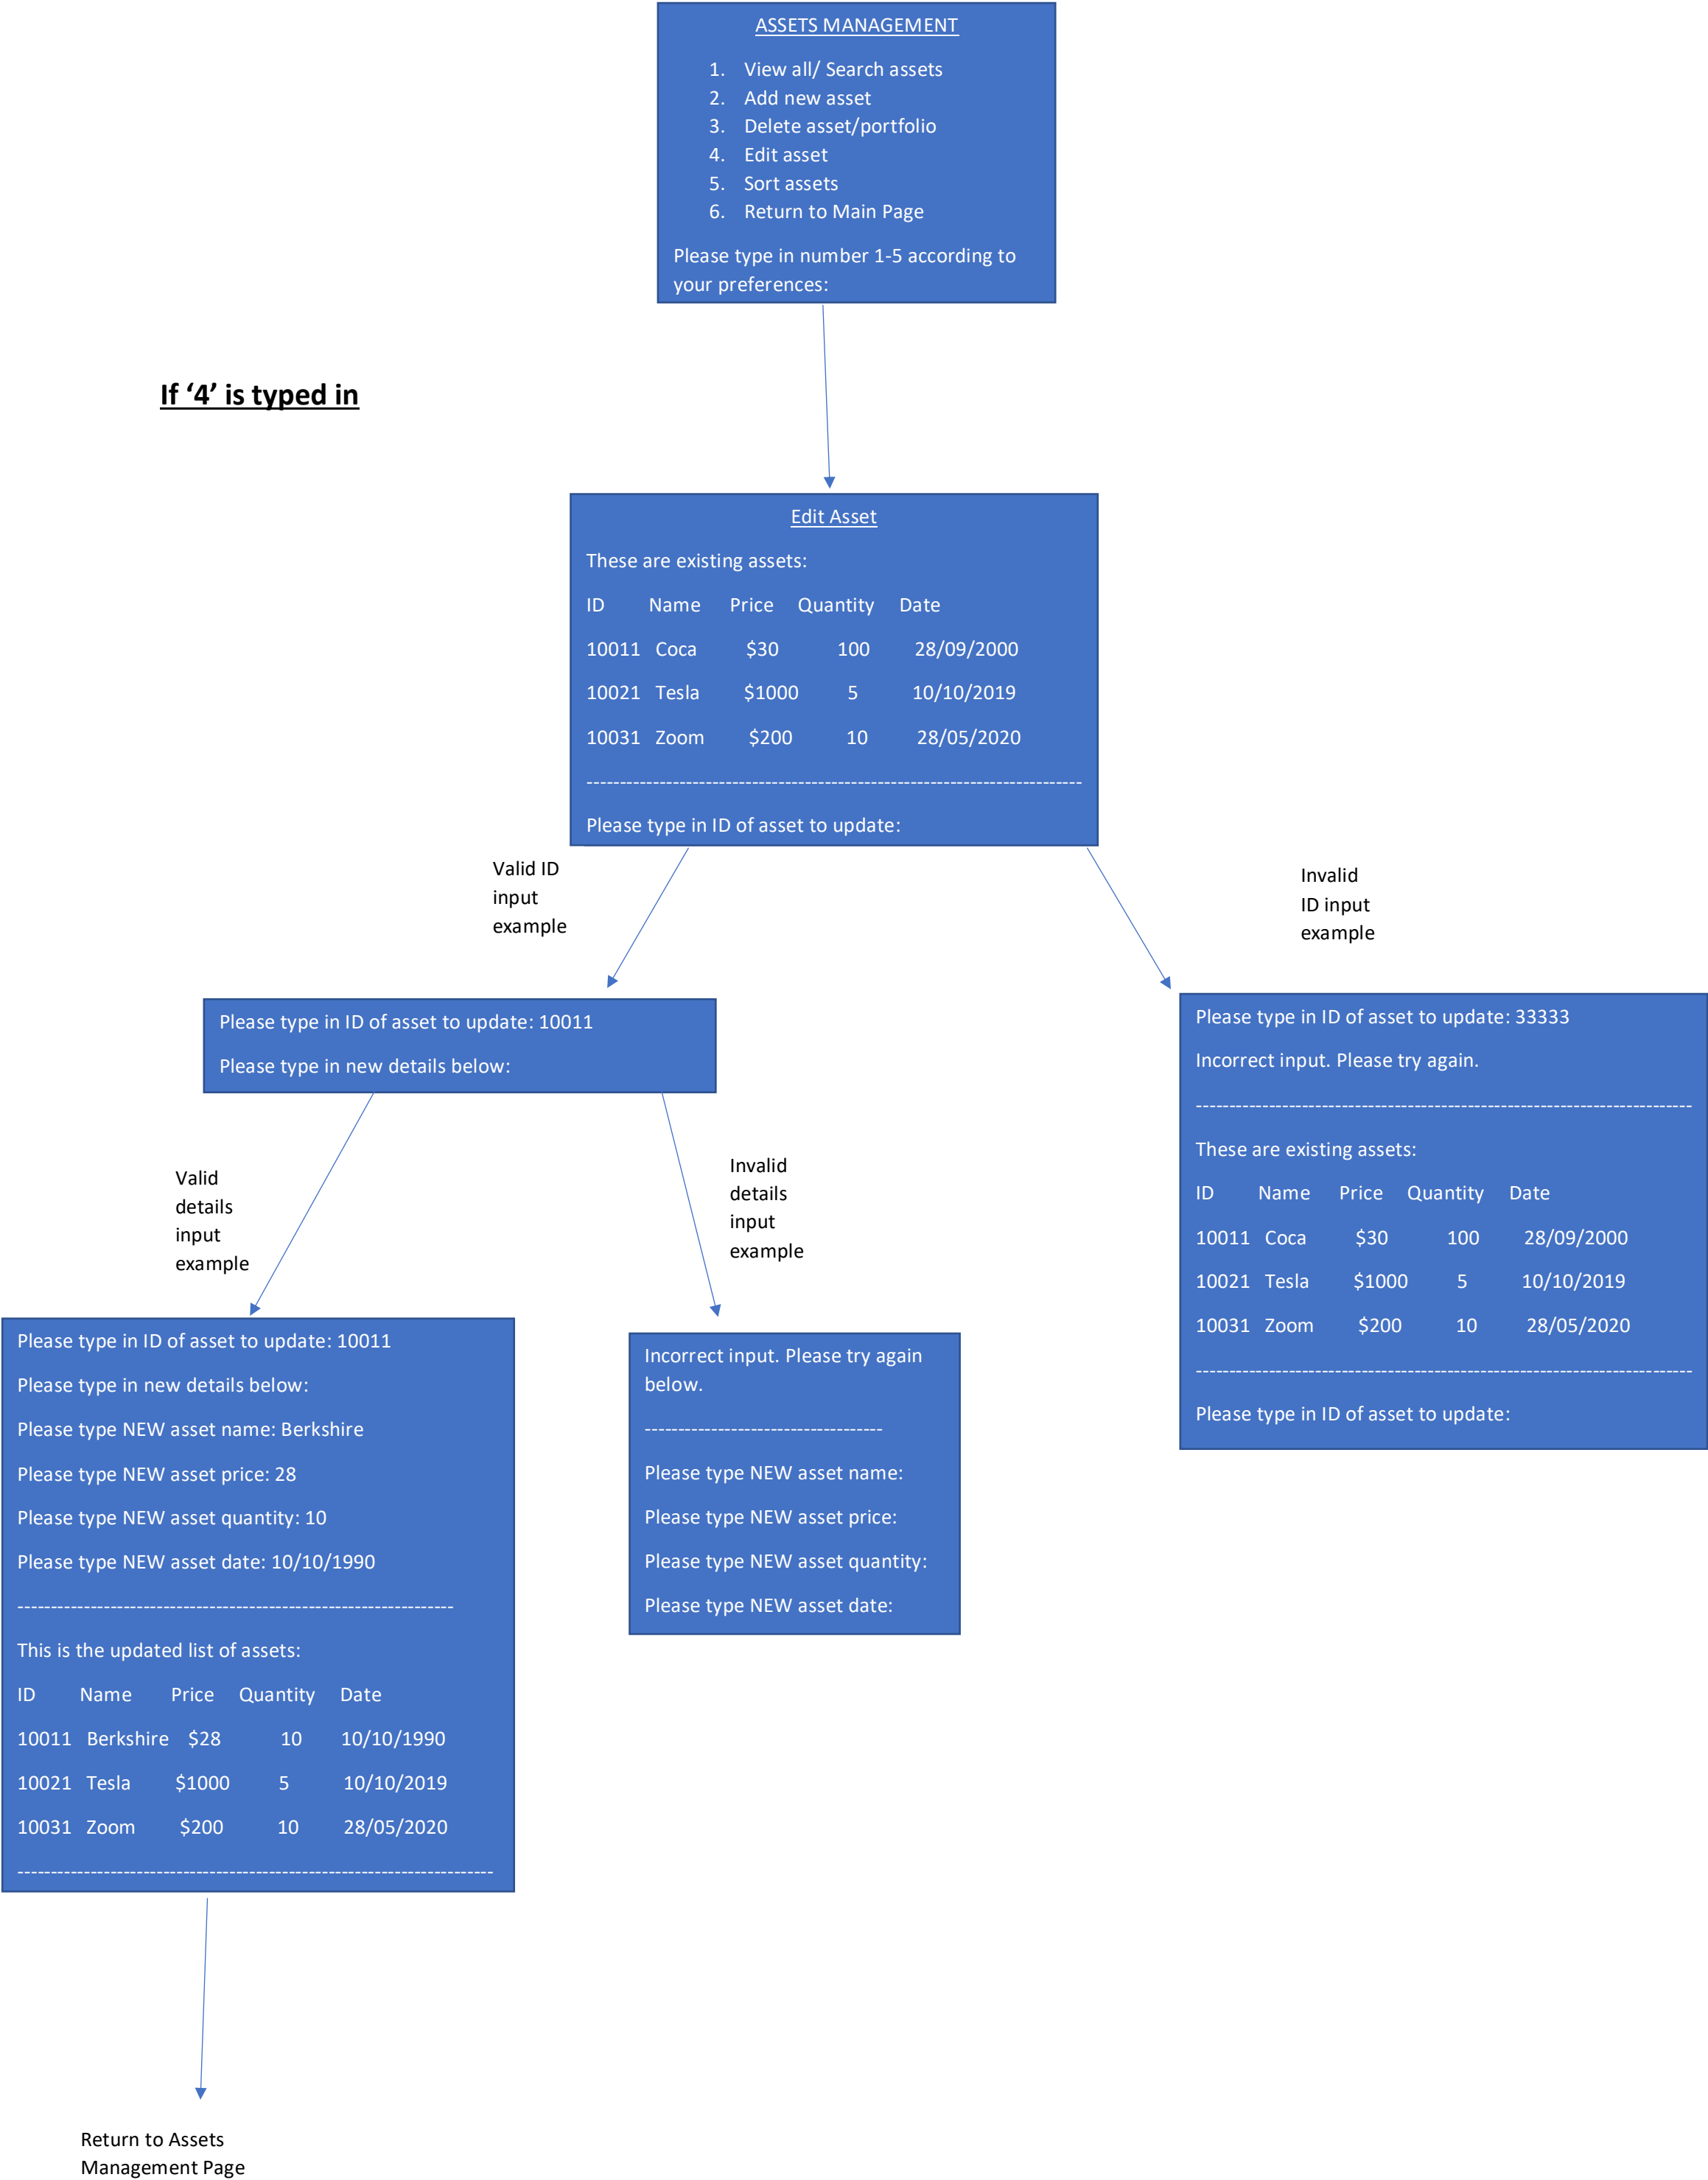 ASSETS MANAGEMENT
1. View all/ Search assets
2. Add new asset
3. Delete asset/portfolio
4. Edit asset
5. Sort assets
6. Return to Main Page
Please type in number 1-5 according to
your preferences:
If ‘4’ is typed in
Edit Asset
These are existing assets:
ID Name Price Quantity Date
10011 Coca $30 100 28/09/2000
10021 Tesla $1000 5 10/10/2019
10031 Zoom $200 10 28/05/2020
---------------------------------------------------------------------------
Please type in ID of asset to update:
Valid ID
input
example
Invalid
ID input
example
Please type in ID of asset to update: 10011
Please type in new details below:
Please type in ID of asset to update: 33333
Incorrect input. Please try again.
---------------------------------------------------------------------------
These are existing assets:
ID Name Price Quantity Date
10011 Coca $30 100 28/09/2000
10021 Tesla $1000 5 10/10/2019
10031 Zoom $200 10 28/05/2020
---------------------------------------------------------------------------
Please type in ID of asset to update:
Valid
details
input
example
Invalid
details
input
example
Please type in ID of asset to update: 10011
Please type in new details below:
Please type NEW asset name: Berkshire
Please type NEW asset price: 28
Please type NEW asset quantity: 10
Please type NEW asset date: 10/10/1990
------------------------------------------------------------------
This is the updated list of assets:
ID Name Price Quantity Date
10011 Berkshire $28 10 10/10/1990
10021 Tesla $1000 5 10/10/2019
10031 Zoom $200 10 28/05/2020
------------------------------------------------------------------------
Incorrect input. Please try again
below.
------------------------------------
Please type NEW asset name:
Please type NEW asset price:
Please type NEW asset quantity:
Please type NEW asset date:
Return to Assets
Management Page